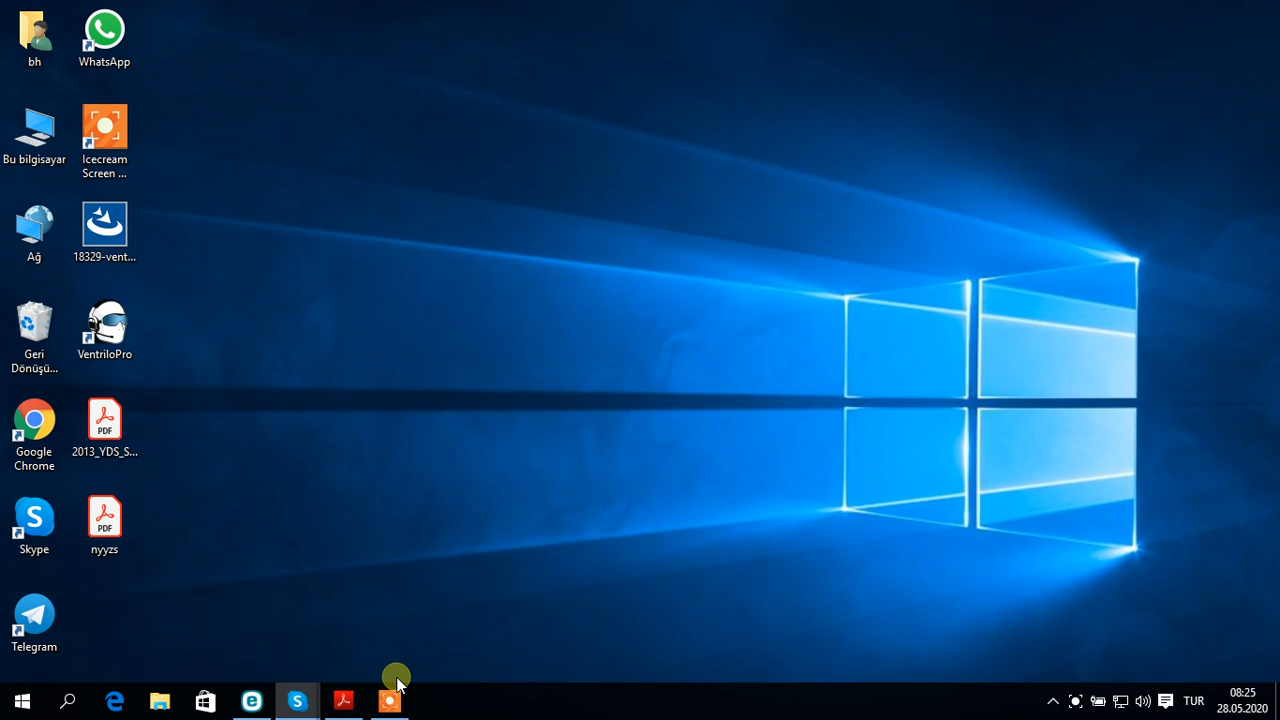 bh
WhatsApp
Bu bilgisayar
Icecream
Screen ...
Ağ
18329-vent...
Geri
Dönüşü...
VentriloPro
Google
Chrome
PDF
2013_YDS_S...
Skype
PDF
nyyzs
Telegram
TUR
08:25
28.05.2020